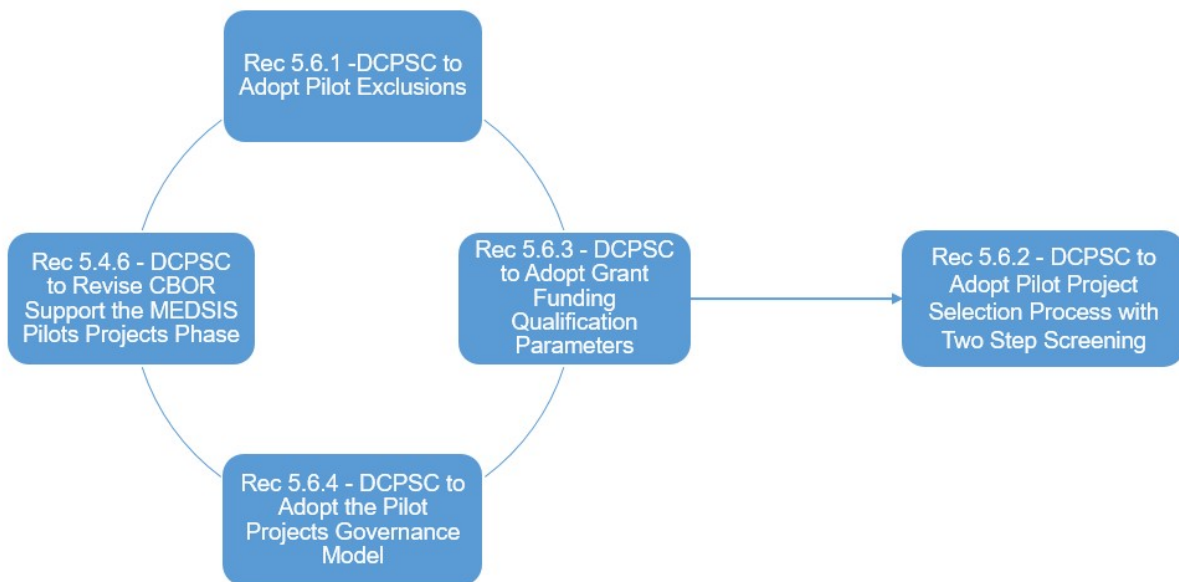 Rec 5.6.1 -DCPSC to
Adopt Pilot Exclusions
Rec 5.4.6 - DCPSC
to Revise CBOR
Support the MEDSIS
Pilots Projects Phase
Rec 5.6.3 - DCPSC
to Adopt Grant
Funding
Qualification
Parameters
Rec 5.6.2 - DCPSC to
Adopt Pilot Project
Selection Process with
Two Step Screening
Rec 5.6.4 - DCPSC to
Adopt the Pilot
Projects Governance
Model